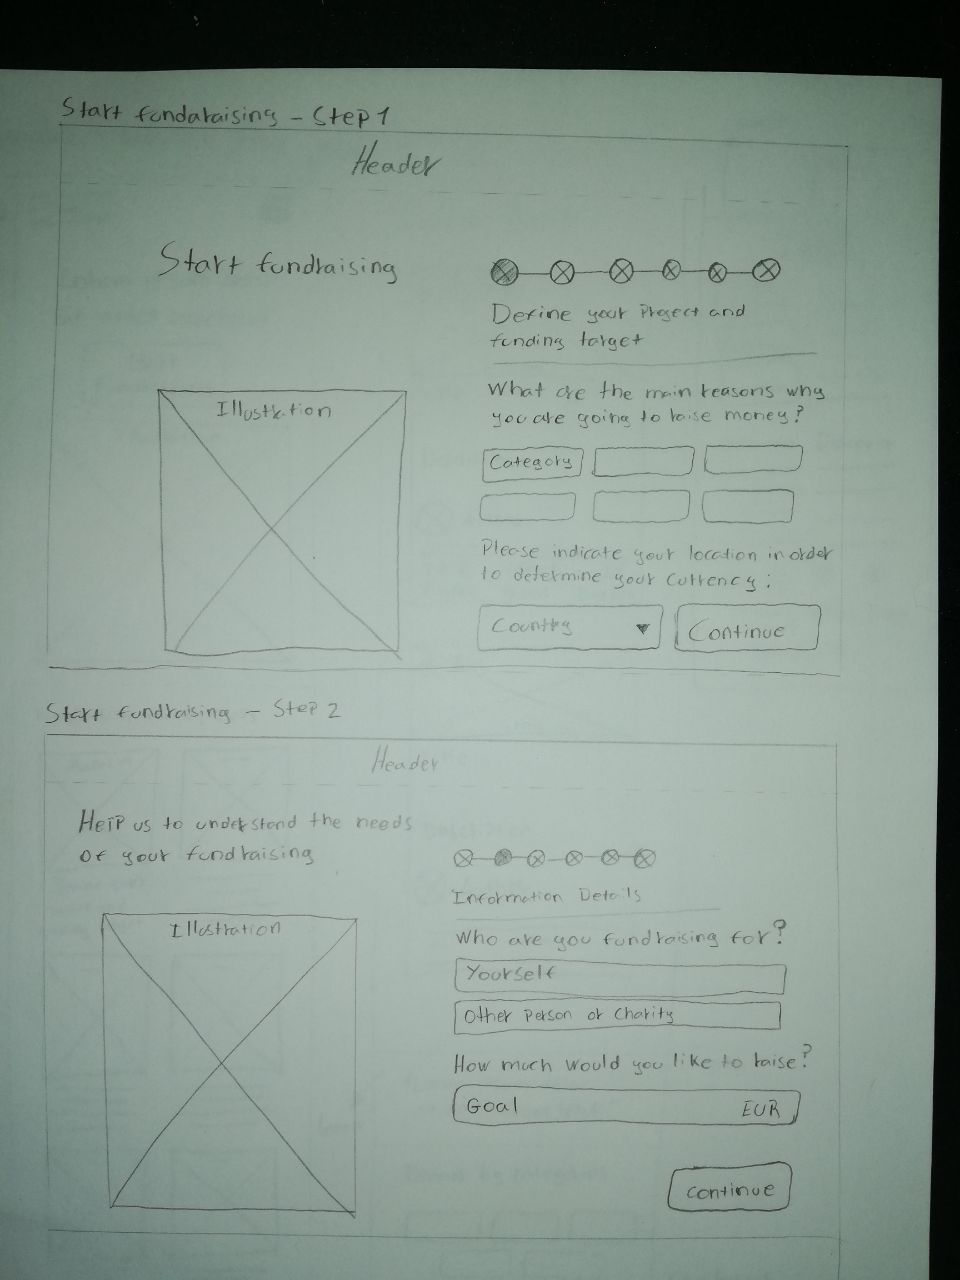 Start fundaraising - Step 1
Header
Start fundraising
Define your Project and
funding target
Illustration
What are the main reasons why
you are going to raise money?
Category
Please indicate your location in order
to determine your currency:
Country
Continue
Start fundraising - Step 2
Header
Help us to understand the needs
of your fundraising
Information Details
Illustration
Who are you fundraising for?
Yourself
Other Person or Charity
How much would you like to raise?
Goal EUR
Continue